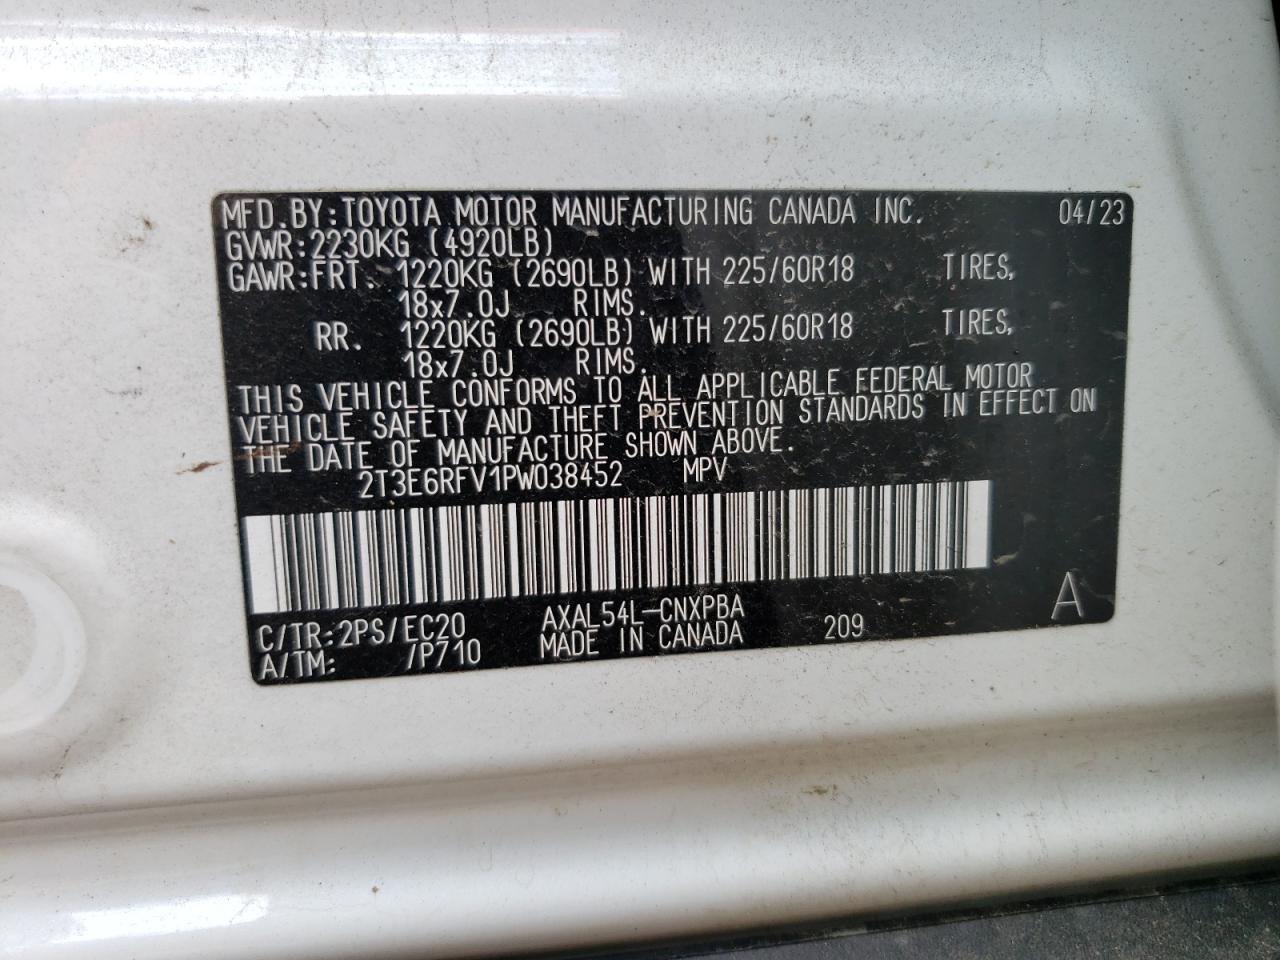 MFD.BY:TOYOTA MOTOR MANUFACTURING CANADA INC. 04/23
GVWR:2230KG (4920LB)
GAWR:FRT. 1220KG (2690LB) WITH 225/60R18 TIRES,
18x7.0J RIMS.
RR. 1220KG (2690LB) WITH 225/60R18 TIRES,
18x7.0J RIMS.
THIS VEHICLE CONFORMS TO ALL APPLICABLE FEDERAL MOTOR
VEHICLE SAFETY AND THEFT PREVENTION STANDARDS IN EFFECT ON
THE DATE OF MANUFACTURE SHOWN ABOVE.
2T3E6RFV1PW038452 MPV
C/TR:2PS/EC20 AXAL54L-CNXPBA
A/TM: /P710 MADE IN CANADA 209 A